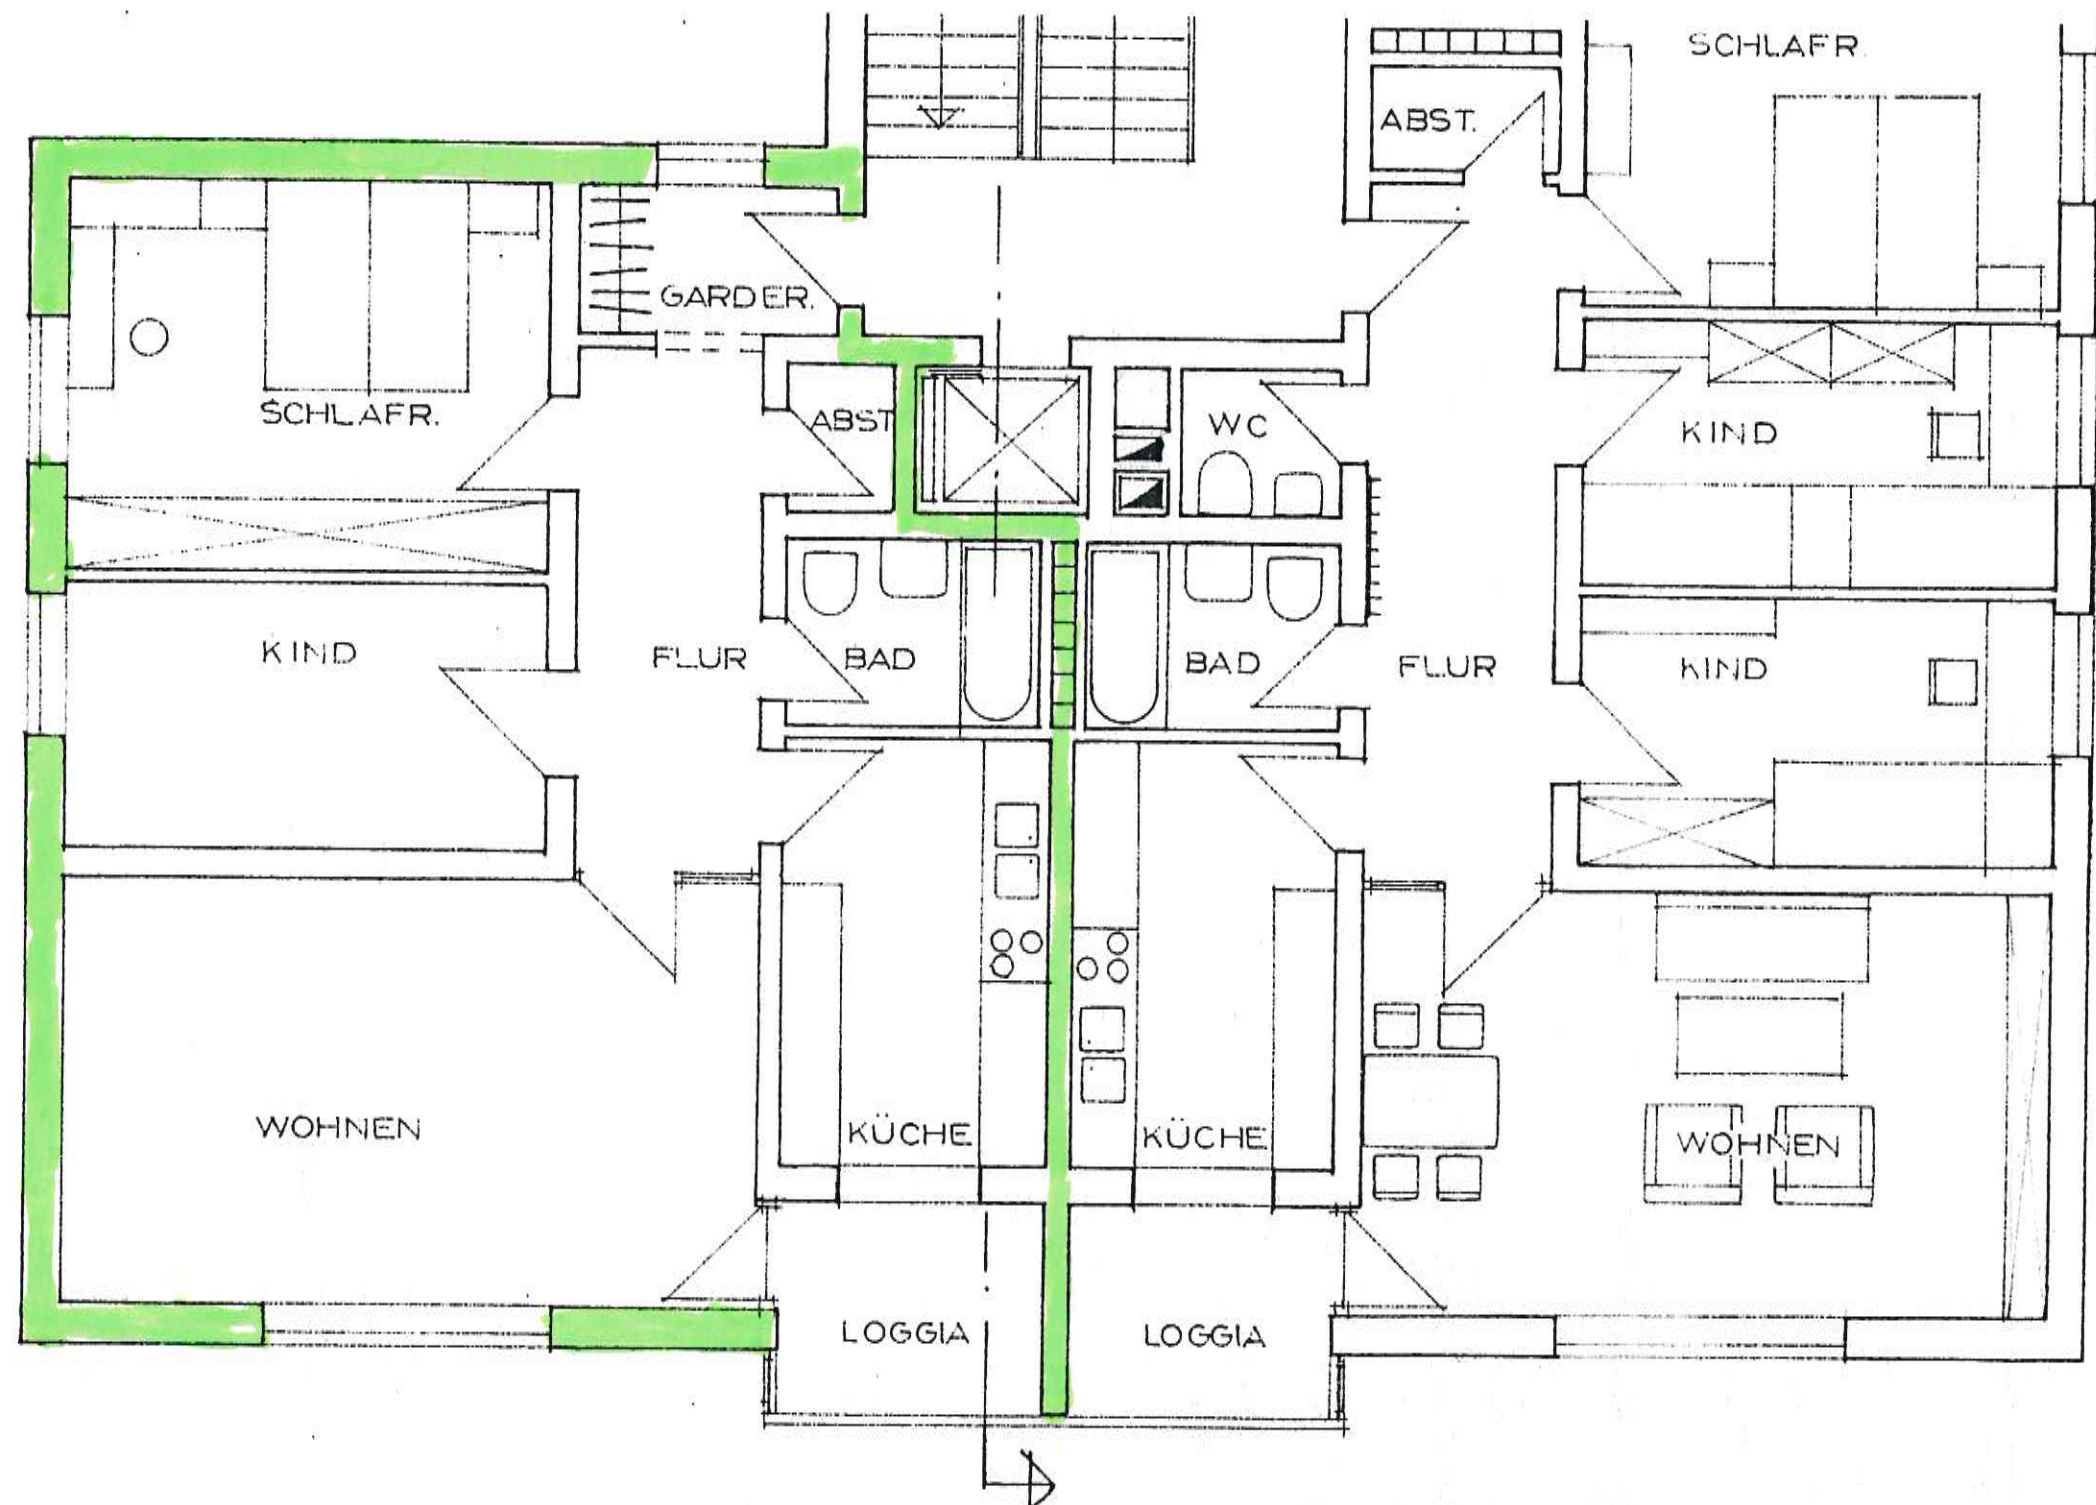 SCHLAFR.
ABST.
GARDER.
SCHLAFR.
ABST
WC
KIND
KIND
FLUR
BAD
BAD
FLUR
KIND
WOHNEN
KÜCHE
KÜCHE
WOHNEN
LOGGIA
LOGGIA